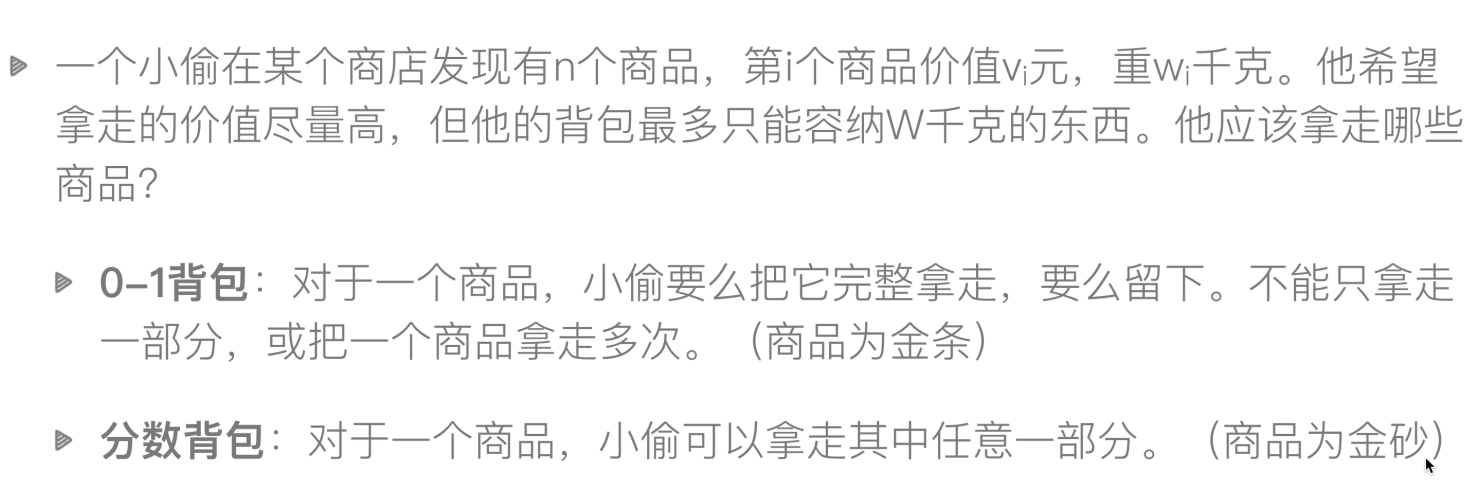 一个小偷在某个商店发现有n个商品，第i个商品价值vᵢ元，重wᵢ千克。他希望
拿走的价值尽量高，但他的背包最多只能容纳W千克的东西。他应该拿走哪些
商品？
0–1背包：对于一个商品，小偷要么把它完整拿走，要么留下。不能只拿走
一部分，或把一个商品拿走多次。（商品为金条）
分数背包：对于一个商品，小偷可以拿走其中任意一部分。（商品为金砂）